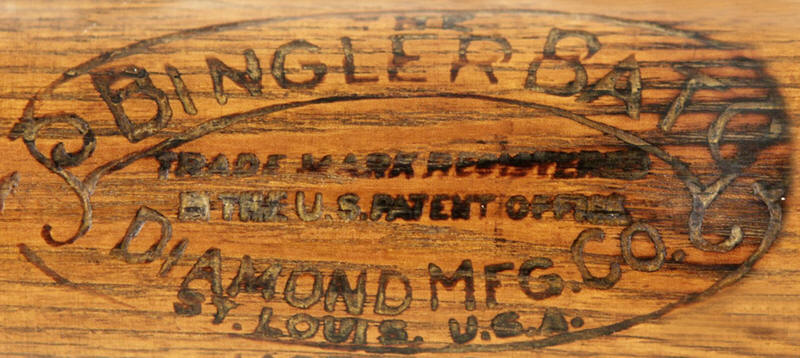 BINGLER BATS
TRADE MARK REGISTERED
IN THE U.S. PATENT OFFICE
DIAMOND MFG. CO.
ST. LOUIS. U.S.A.